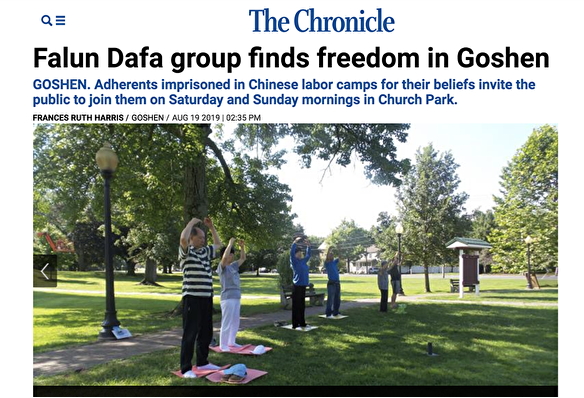 The Chronicle
Falun Dafa group finds freedom in Goshen
GOSHEN. Adherents imprisoned in Chinese labor camps for their beliefs invite the
public to join them on Saturday and Sunday mornings in Church Park.
FRANCES RUTH HARRIS / GOSHEN / AUG 19 2019 | 02:35 PM